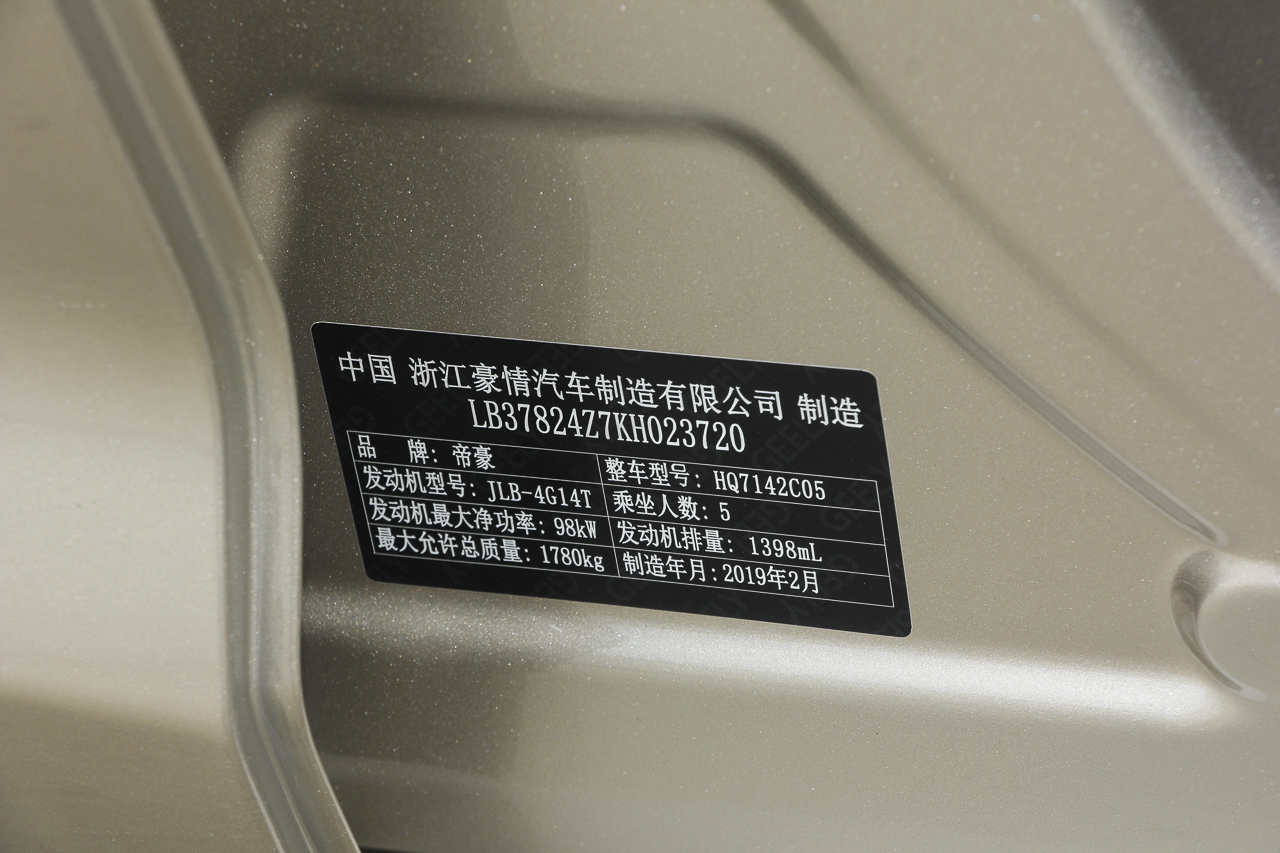 中国 浙江豪情汽车制造有限公司 制造
LB37824Z7KH023720
品 牌: 帝豪 整车型号: HQ7142C05
发动机型号: JLB-4G14T 乘坐人数: 5
发动机最大净功率: 98kW 发动机排量: 1398mL
最大允许总质量: 1780kg 制造年月: 2019年2月